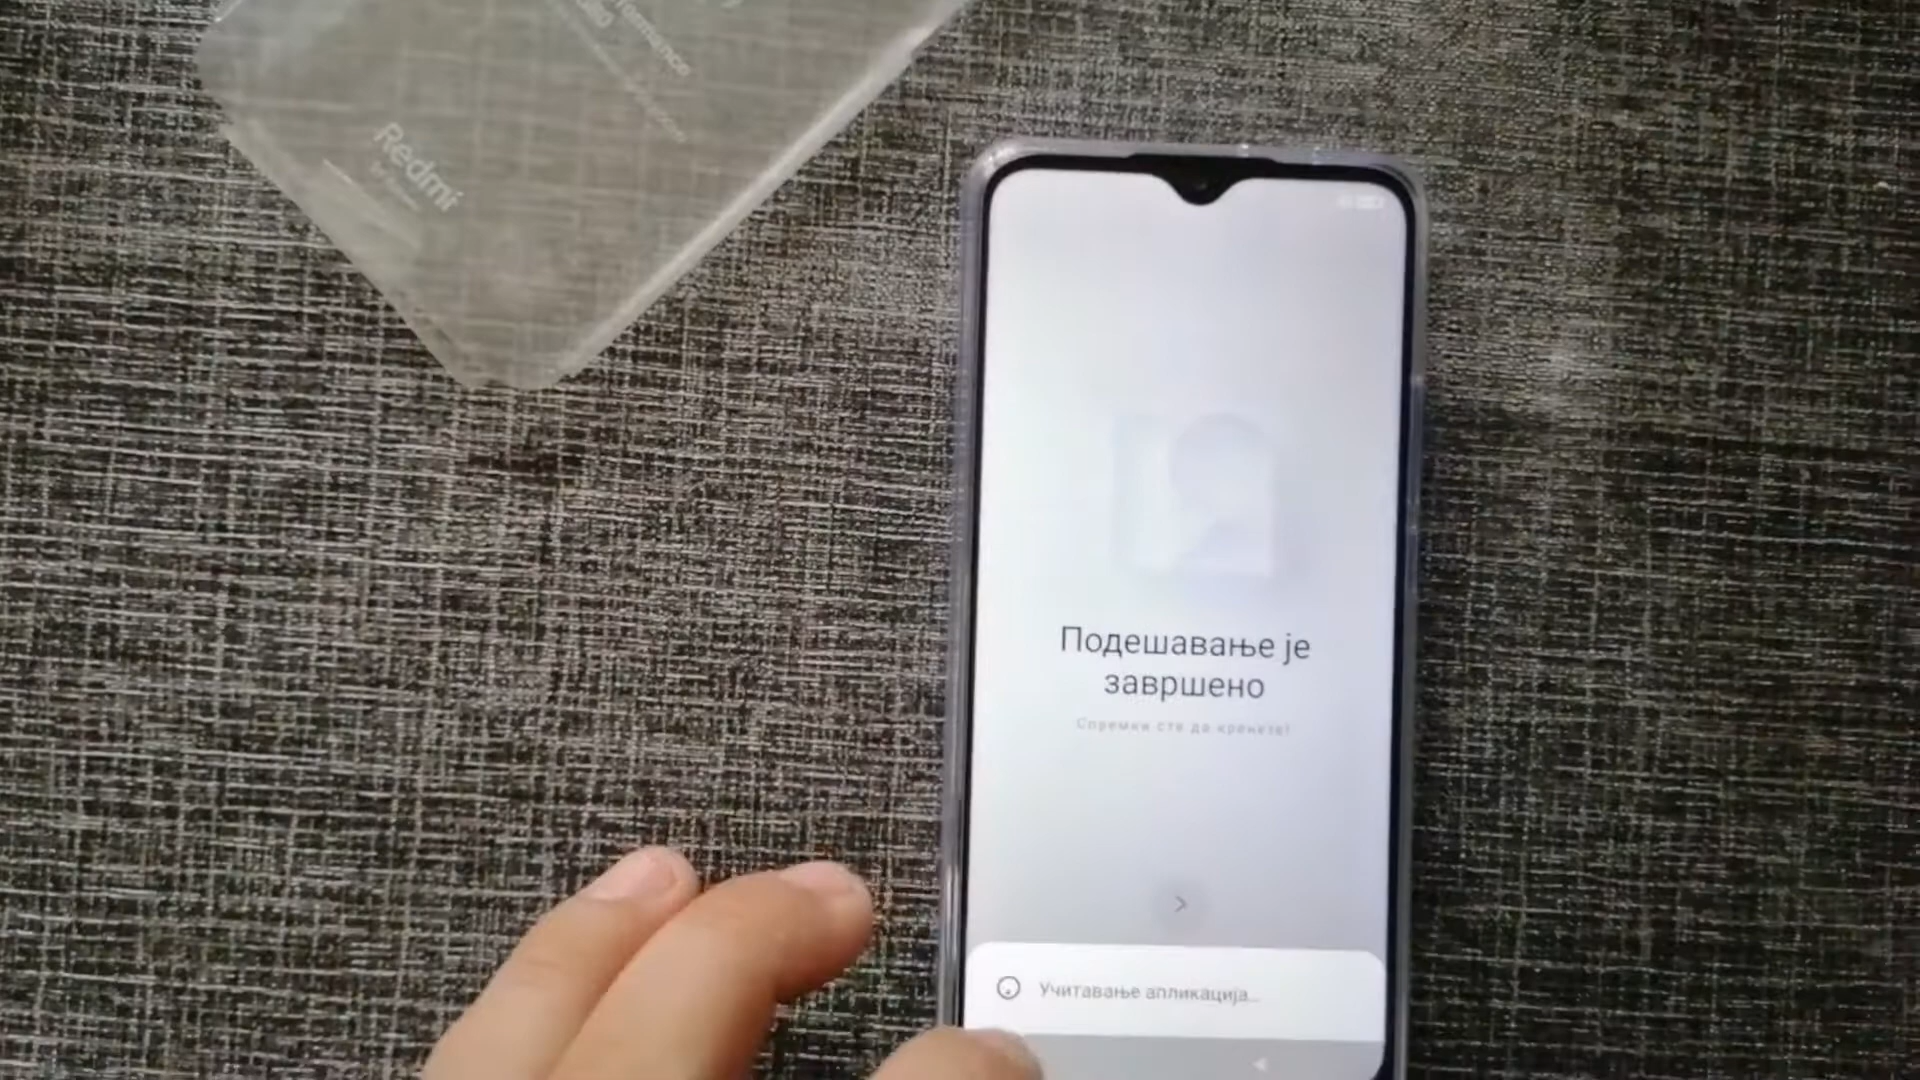 Redmi
Подешавање је
завршено
Спремни сте да кренете!
Учитавање апликација...